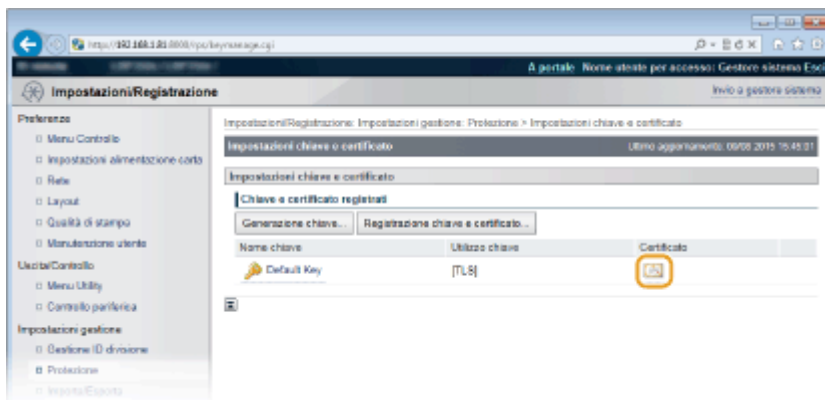 http://192.168.1.81:8000/rps/keymanage.cgi
A portale Nome utente per accesso: Gestore sistema Esci
Impostazioni/Registrazione
Invio a gestore sistema
Preferenze
Menu Controllo
Impostazioni alimentazione carta
Rete
Layout
Qualità di stampa
Manutenzione utente
Uscita/Controllo
Menu Utility
Controllo periferica
Impostazioni gestione
Gestione ID divisione
Protezione
Importa/Esporta
Impostazioni/Registrazione: Impostazioni gestione: Protezione > Impostazioni chiave e certificato
Impostazioni chiave e certificato
Ultimo aggiornamento: 09/08 2015 15:45:01
Impostazioni chiave e certificato
Chiave e certificato registrati
Generazione chiave...
Registrazione chiave e certificato...
Nome chiave Utilizzo chiave Certificato
Default Key [TLS]